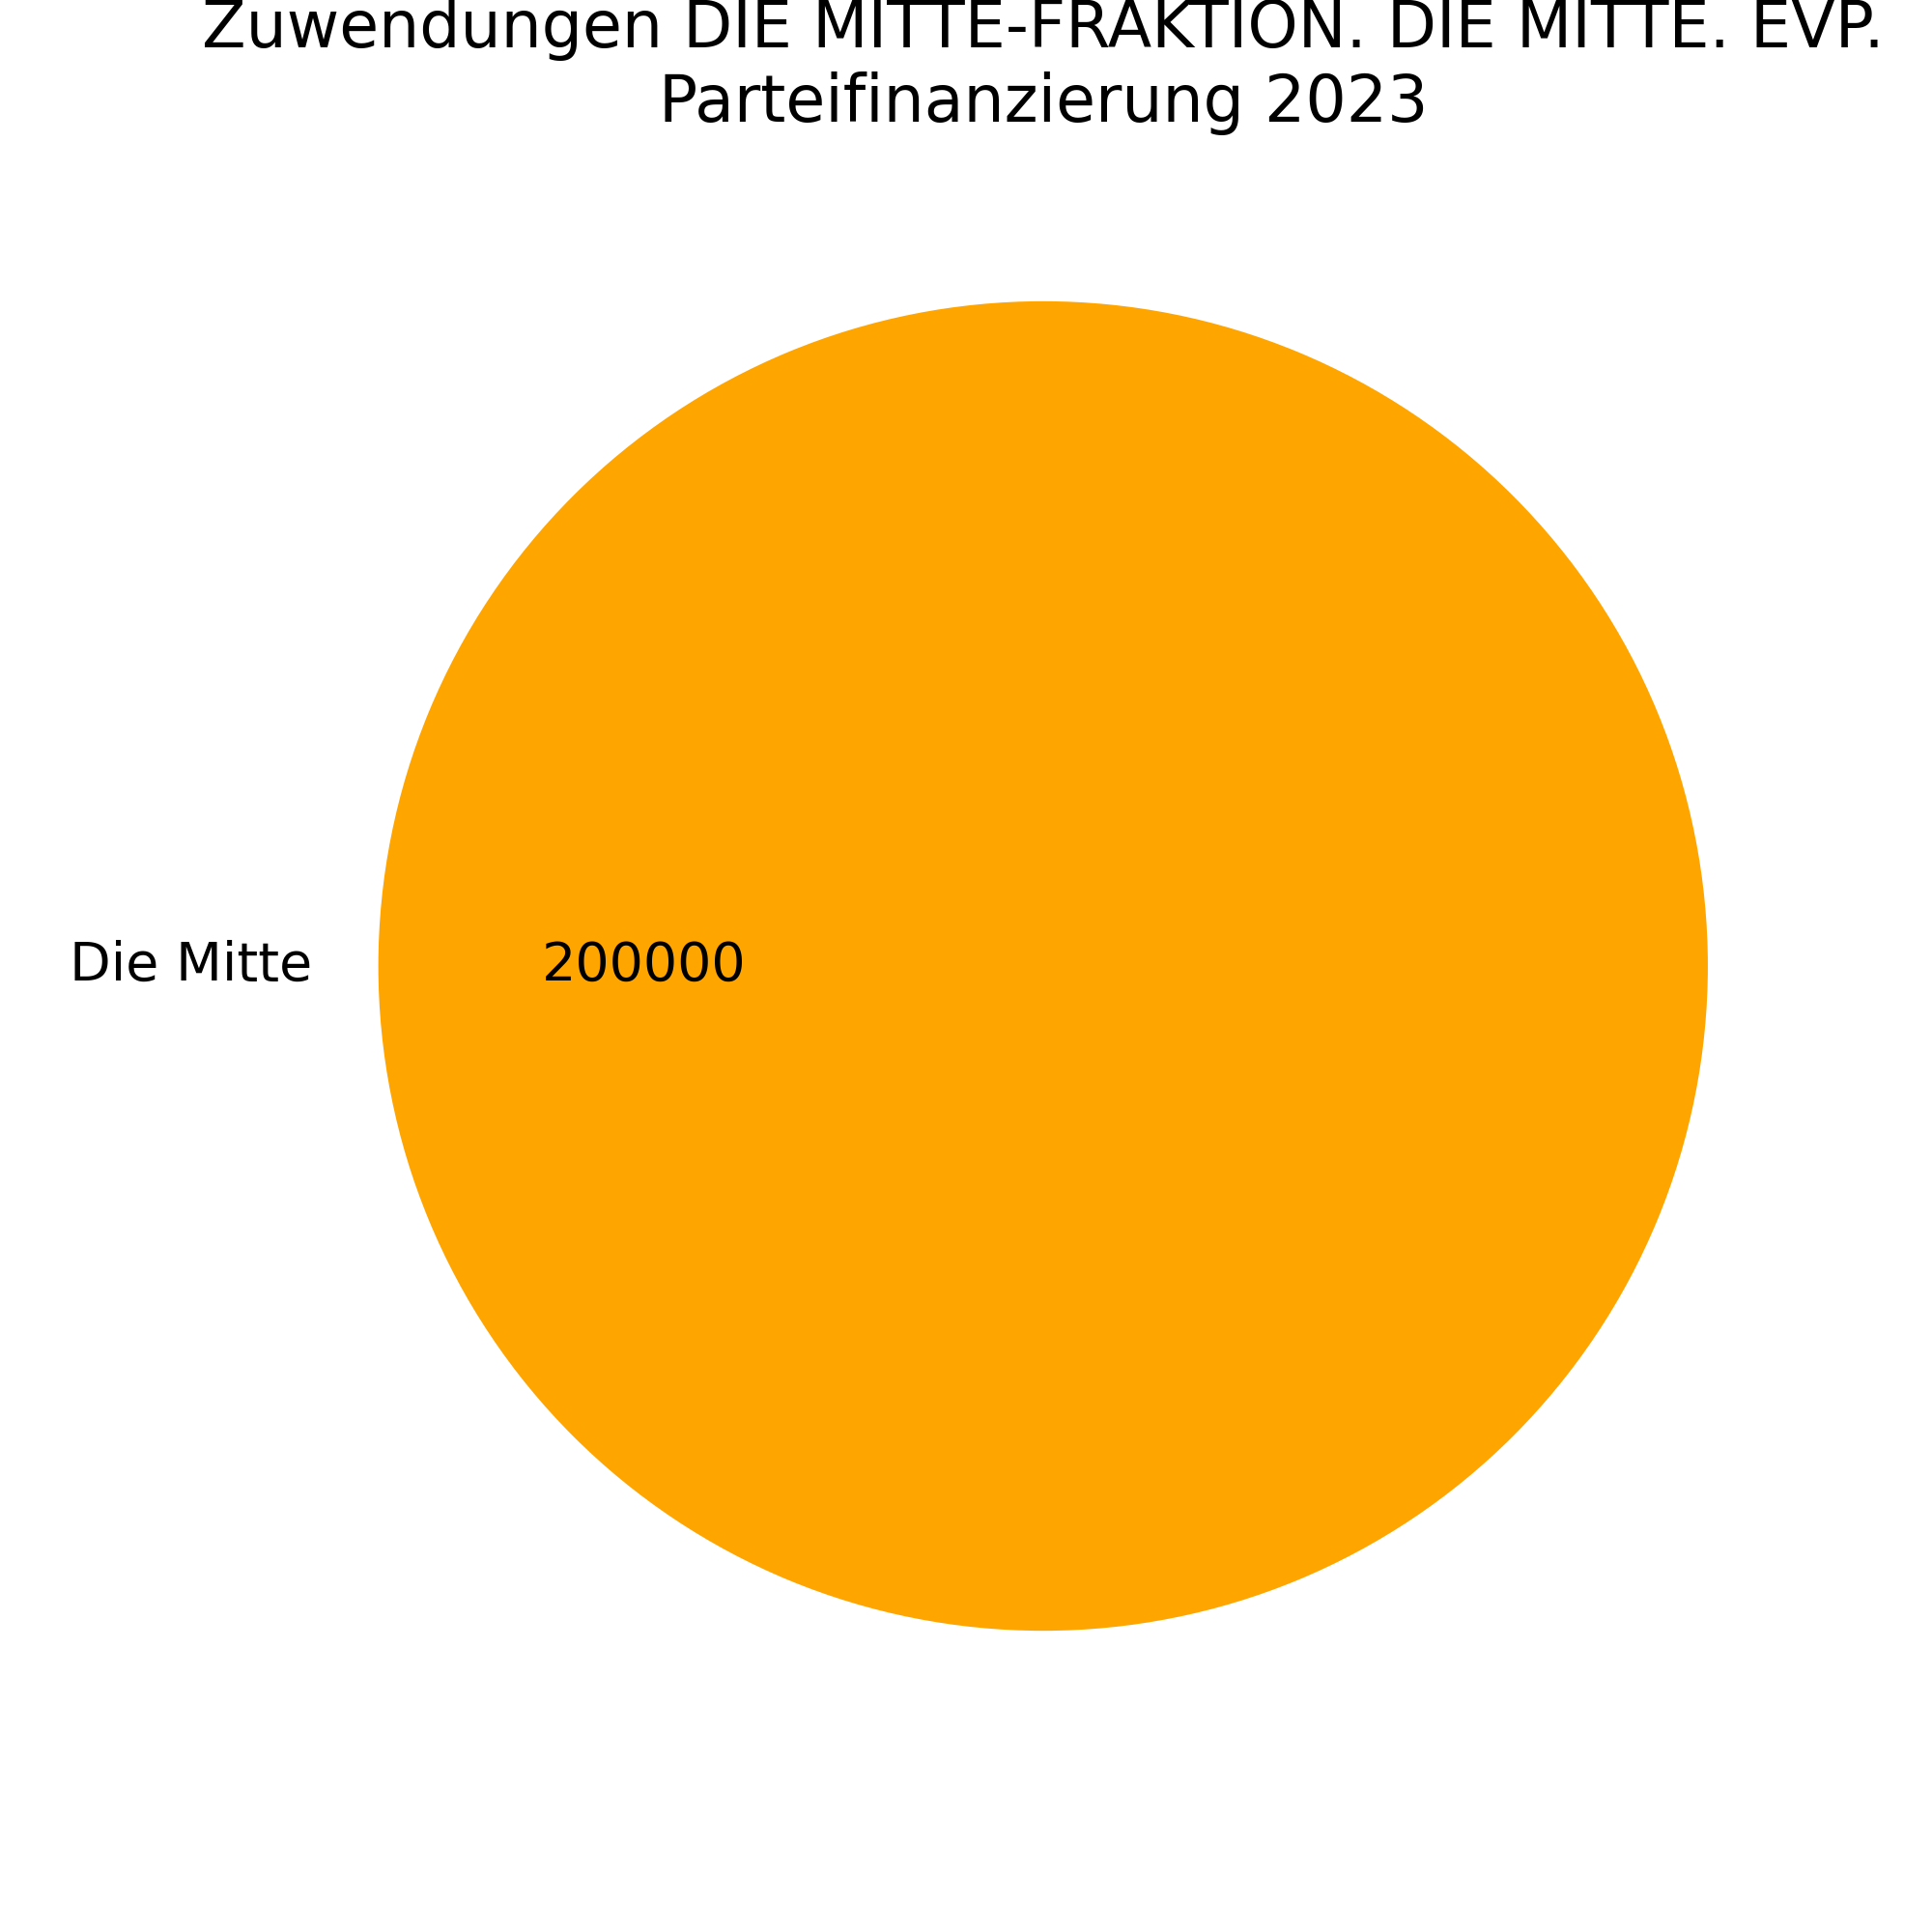 Zuwendungen DIE MITTE-FRAKTION. DIE MITTE. EVP.
Parteifinanzierung 2023
Die Mitte
200000